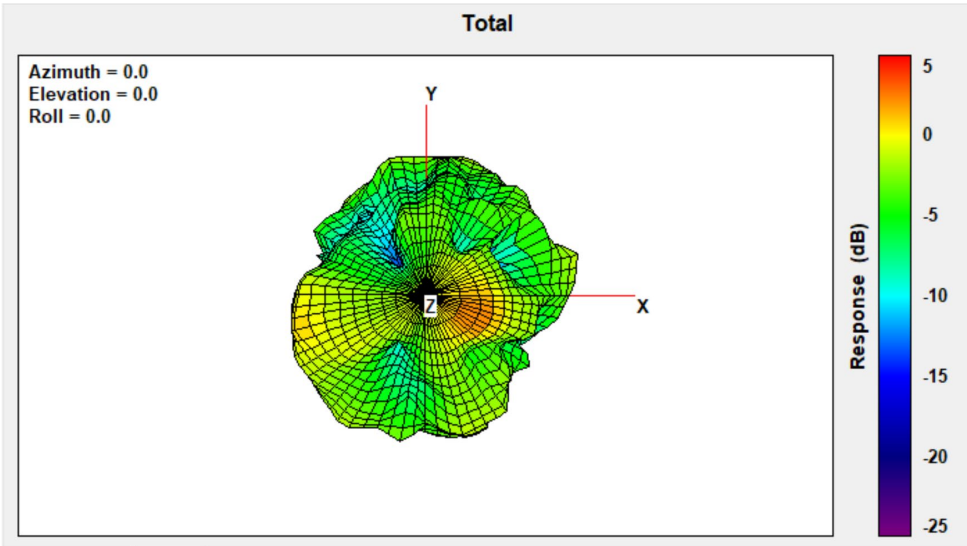 Total
Azimuth = 0.0
Elevation = 0.0
Roll = 0.0
Y
Z
X
5
0
-5
-10
-15
-20
-25
Response (dB)